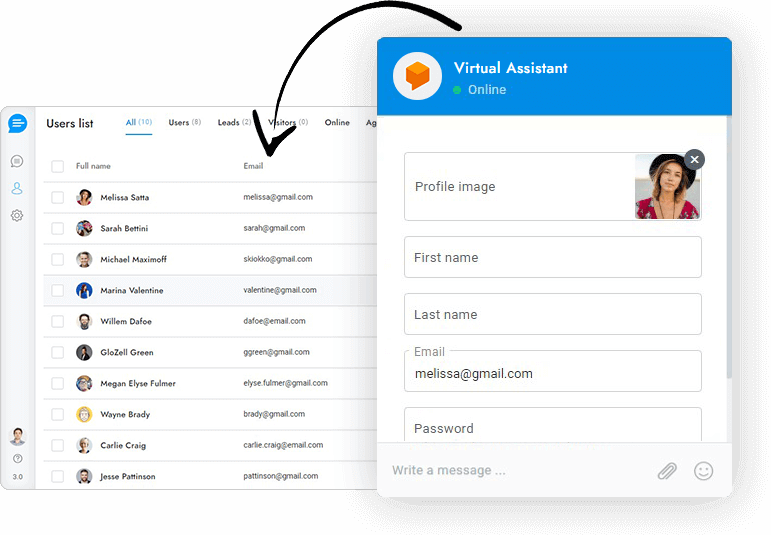 Users list
All (10) Users (8) Leads (2) Visitors (0) Online Ag
Full name Email
Melissa Satta melissa@gmail.com
Sarah Bettini sarah@gmail.com
Michael Maximoff skiokko@gmail.com
Marina Valentine valentine@gmail.com
Willem Dafoe dafoe@email.com
GloZell Green ggreen@gmail.com
Megan Elyse Fulmer elyse.fulmer@gmail.com
Wayne Brady brady@gmail.com
Carlie Craig carlie.craig@email.com
Jesse Pattinson pattinson@gmail.com
3.0
Virtual Assistant
Online
Profile image
First name
Last name
Email
melissa@gmail.com
Password
Write a message ...